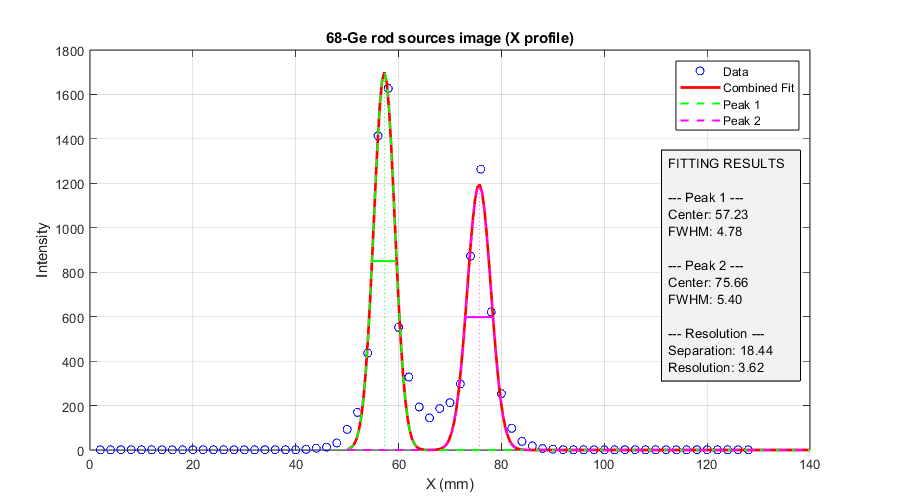 68-Ge rod sources image (X profile)
1800
1600
1400
1200
1000
800
600
400
200
0
Intensity
0 20 40 60 80 100 120 140
X (mm)
Data
Combined Fit
Peak 1
Peak 2
FITTING RESULTS
--- Peak 1 ---
Center: 57.23
FWHM: 4.78
--- Peak 2 ---
Center: 75.66
FWHM: 5.40
--- Resolution ---
Separation: 18.44
Resolution: 3.62